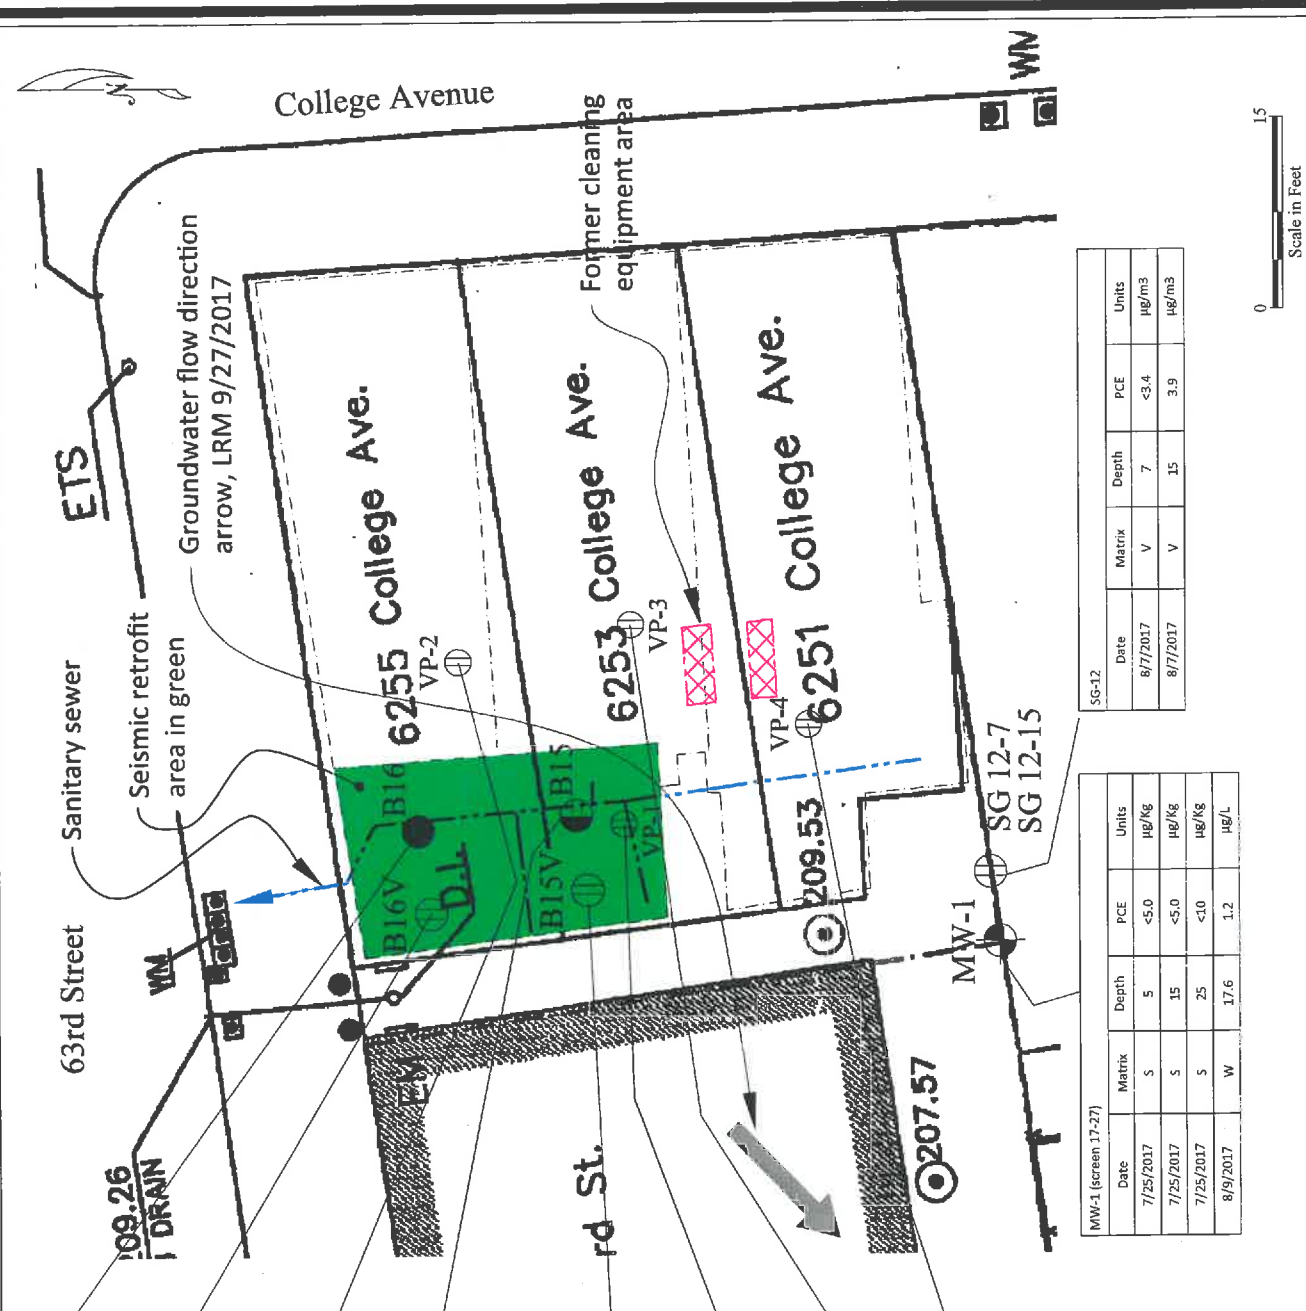 N
College Avenue
WM
Former cleaning
equipment area
Groundwater flow direction
arrow, LRM 9/27/2017
ETS
Seismic retrofit
area in green
Sanitary sewer
63rd Street
WM
6255 College Ave.
6253 College Ave.
6251 College Ave.
VP-2
VP-3
VP-4
B16
B15
VP-1
B16V
B15V
D.I.
209.53
SG 12-7
SG 12-15
MW-1
EM
09.26
DRAIN
rd St.
207.57
15
0
Scale in Feet
SG-12
Date Matrix Depth PCE Units
8/7/2017 V 7 <3.4 µg/m3
8/7/2017 V 15 3.9 µg/m3
MW-1 (screen 17-27)
Date Matrix Depth PCE Units
7/25/2017 S 5 <5.0 µg/Kg
7/25/2017 S 15 <5.0 µg/Kg
7/25/2017 S 25 <10 µg/Kg
8/9/2017 W 17.6 1.2 µg/L